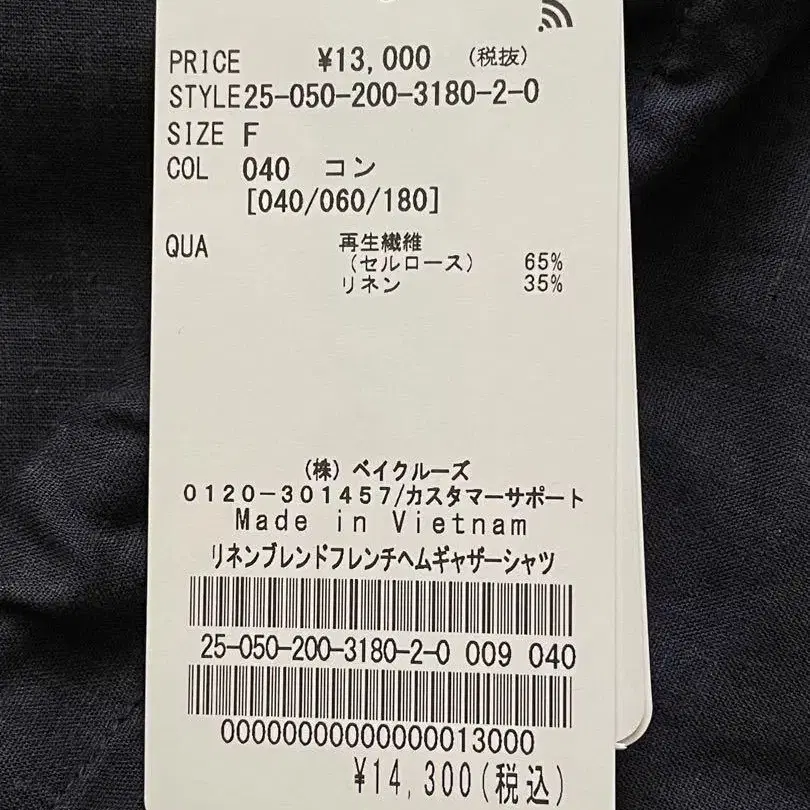 PRICE ¥13,000 (税抜)
STYLE25-050-200-3180-2-0
SIZE F
COL 040 コン
[040/060/180]
QUA 再生繊維
(セルロース) 65%
リネン 35%
(株)ベイクルーズ
0120-301457/カスタマーサポート
Made in Vietnam
リネンブレンドフレンチヘムギャザーシャツ
25-050-200-3180-2-0 009 040
00000000000000013000
¥14,300(税込)